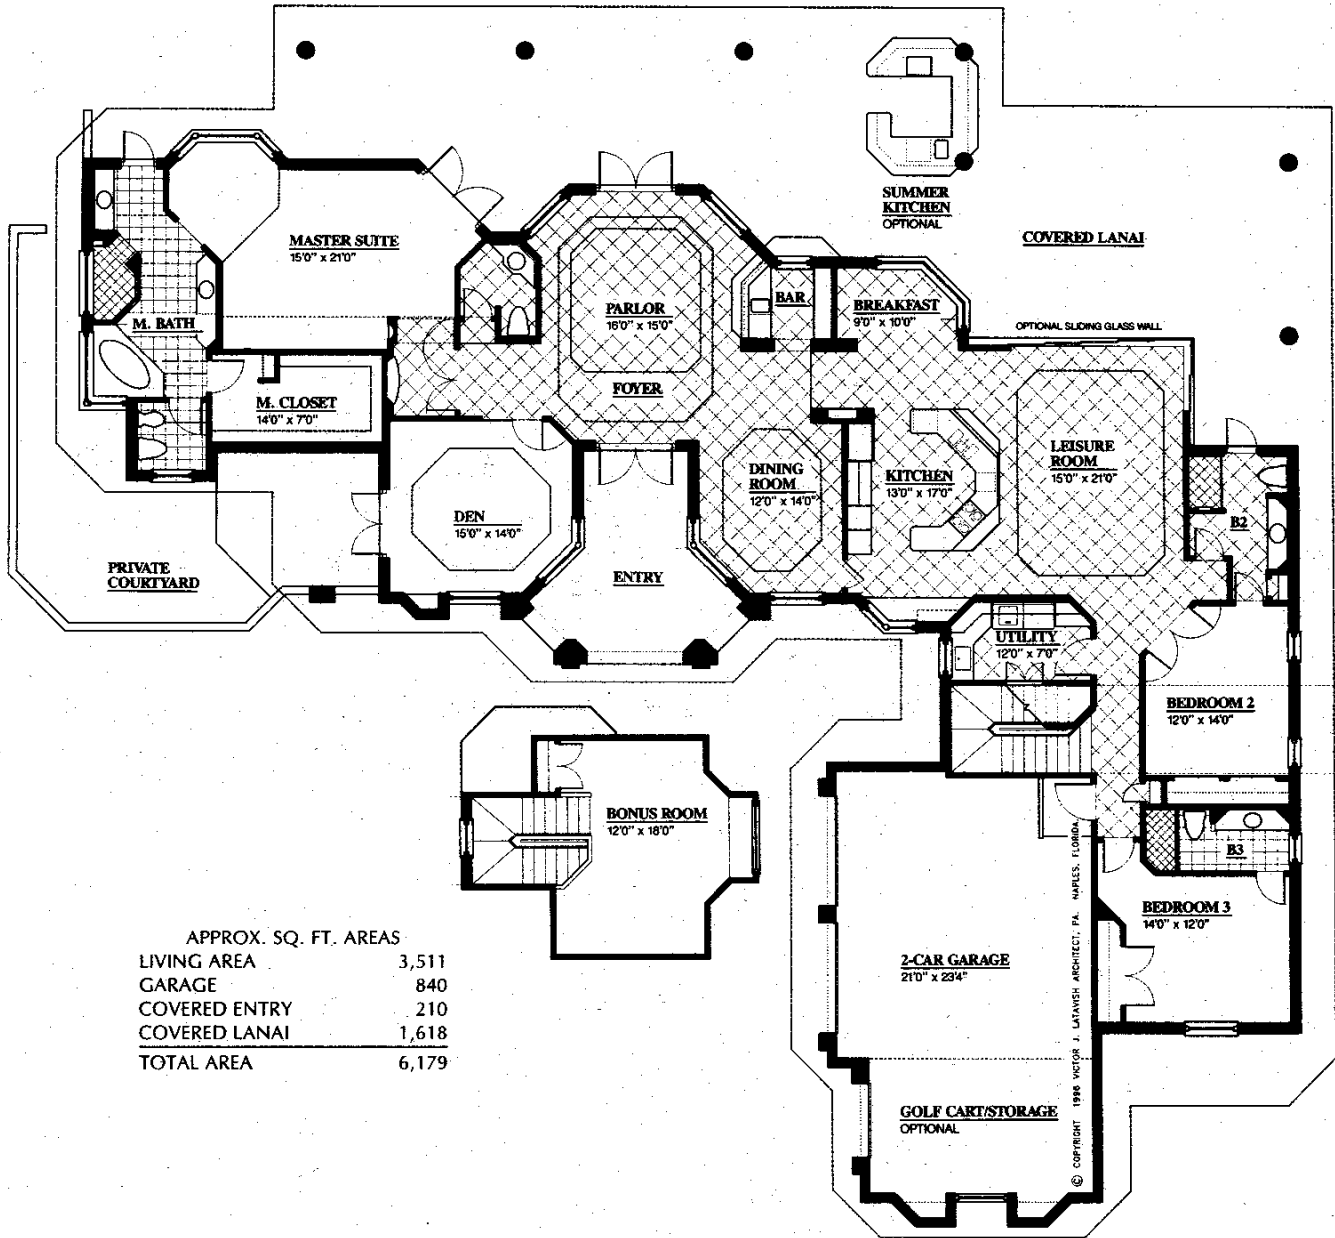 SUMMER
KITCHEN
OPTIONAL
COVERED LANAI
MASTER SUITE
15'0" x 21'0"
PARLOR
16'0" x 15'0"
BAR
BREAKFAST
9'0" x 10'0"
OPTIONAL SLIDING GLASS WALL
M. BATH
FOYER
M. CLOSET
14'0" x 7'0"
LEISURE
ROOM
15'0" x 21'0"
DINING
ROOM
12'0" x 14'0"
KITCHEN
13'0" x 17'0"
DEN
15'0" x 14'0"
B2
PRIVATE
COURTYARD
ENTRY
UTILITY
12'0" x 7'0"
BEDROOM 2
12'0" x 14'0"
BONUS ROOM
12'0" x 18'0"
B3
BEDROOM 3
14'0" x 12'0"
2-CAR GARAGE
21'0" x 23'4"
GOLF CART/STORAGE
OPTIONAL
© COPYRIGHT 1996 VICTOR J. LATAVISH ARCHITECT, PA. NAPLES, FLORIDA
APPROX. SQ. FT. AREAS
LIVING AREA 3,511
GARAGE 840
COVERED ENTRY 210
COVERED LANAI 1,618
TOTAL AREA 6,179